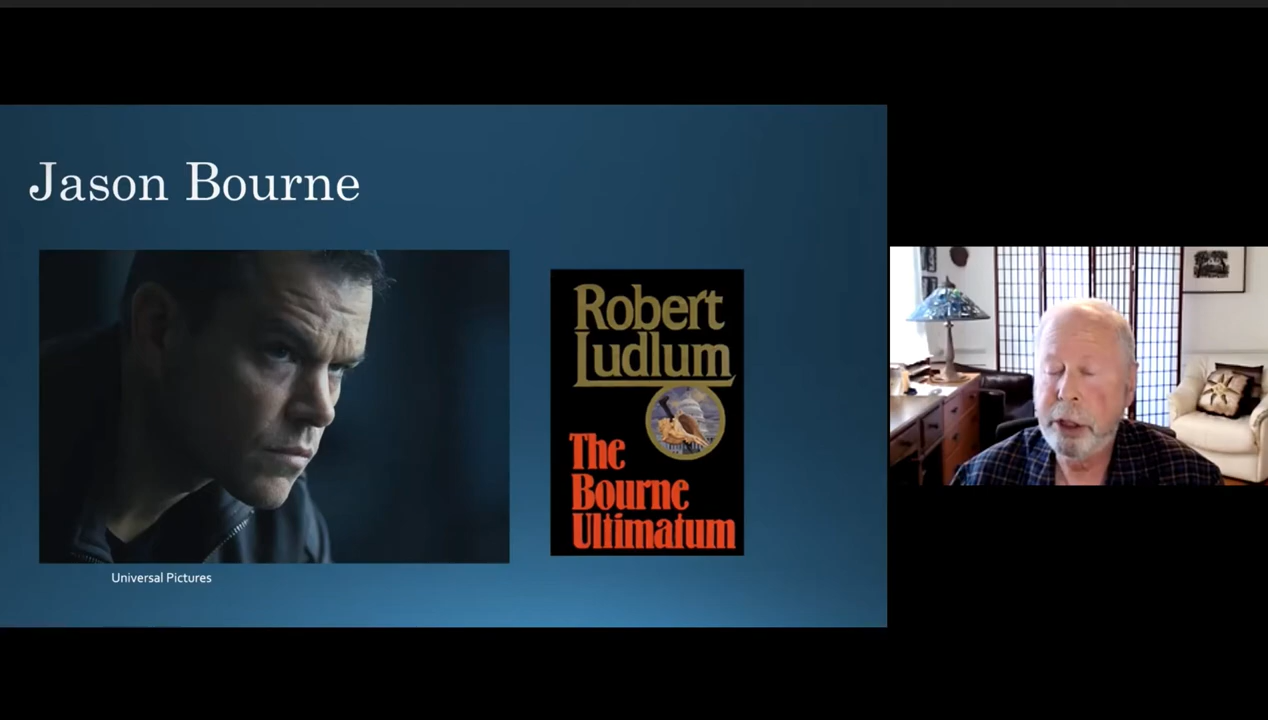 Jason Bourne
Robert
Ludlum
The
Bourne
Ultimatum
Universal Pictures